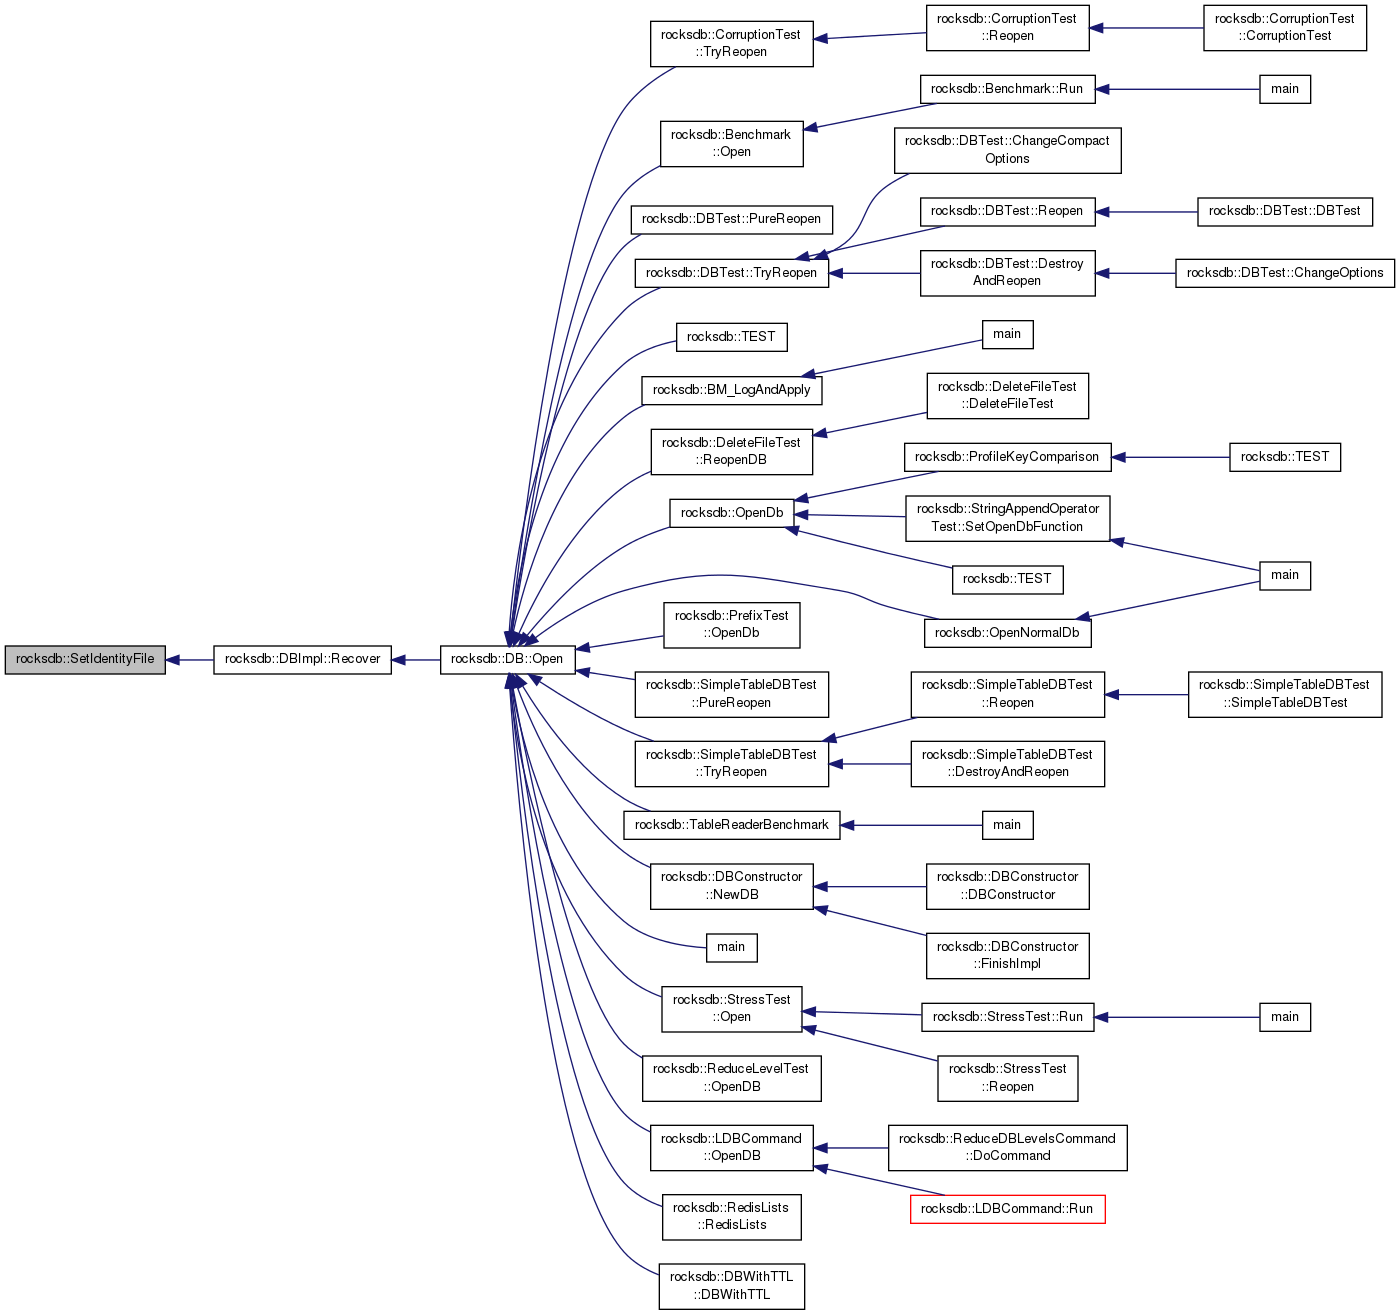 rocksdb::SetIdentityFile
rocksdb::DBImpl::Recover
rocksdb::DB::Open
rocksdb::CorruptionTest
::TryReopen
rocksdb::CorruptionTest
::Reopen
rocksdb::CorruptionTest
::CorruptionTest
rocksdb::Benchmark
::Open
rocksdb::Benchmark::Run
main
rocksdb::DBTest::PureReopen
rocksdb::DBTest::TryReopen
rocksdb::DBTest::ChangeCompact
Options
rocksdb::DBTest::Reopen
rocksdb::DBTest::DBTest
rocksdb::DBTest::Destroy
AndReopen
rocksdb::DBTest::ChangeOptions
rocksdb::TEST
rocksdb::BM_LogAndApply
main
rocksdb::DeleteFileTest
::ReopenDB
rocksdb::DeleteFileTest
::DeleteFileTest
rocksdb::OpenDb
rocksdb::ProfileKeyComparison
rocksdb::TEST
rocksdb::StringAppendOperator
Test::SetOpenDbFunction
rocksdb::TEST
main
rocksdb::OpenNormalDb
rocksdb::PrefixTest
::OpenDb
rocksdb::SimpleTableDBTest
::PureReopen
rocksdb::SimpleTableDBTest
::TryReopen
rocksdb::SimpleTableDBTest
::Reopen
rocksdb::SimpleTableDBTest
::SimpleTableDBTest
rocksdb::SimpleTableDBTest
::DestroyAndReopen
rocksdb::TableReaderBenchmark
main
rocksdb::DBConstructor
::NewDB
rocksdb::DBConstructor
::DBConstructor
rocksdb::DBConstructor
::FinishImpl
main
rocksdb::StressTest
::Open
rocksdb::StressTest::Run
main
rocksdb::StressTest
::Reopen
rocksdb::ReduceLevelTest
::OpenDB
rocksdb::LDBCommand
::OpenDB
rocksdb::ReduceDBLevelsCommand
::DoCommand
rocksdb::LDBCommand::Run
rocksdb::RedisLists
::RedisLists
rocksdb::DBWithTTL
::DBWithTTL